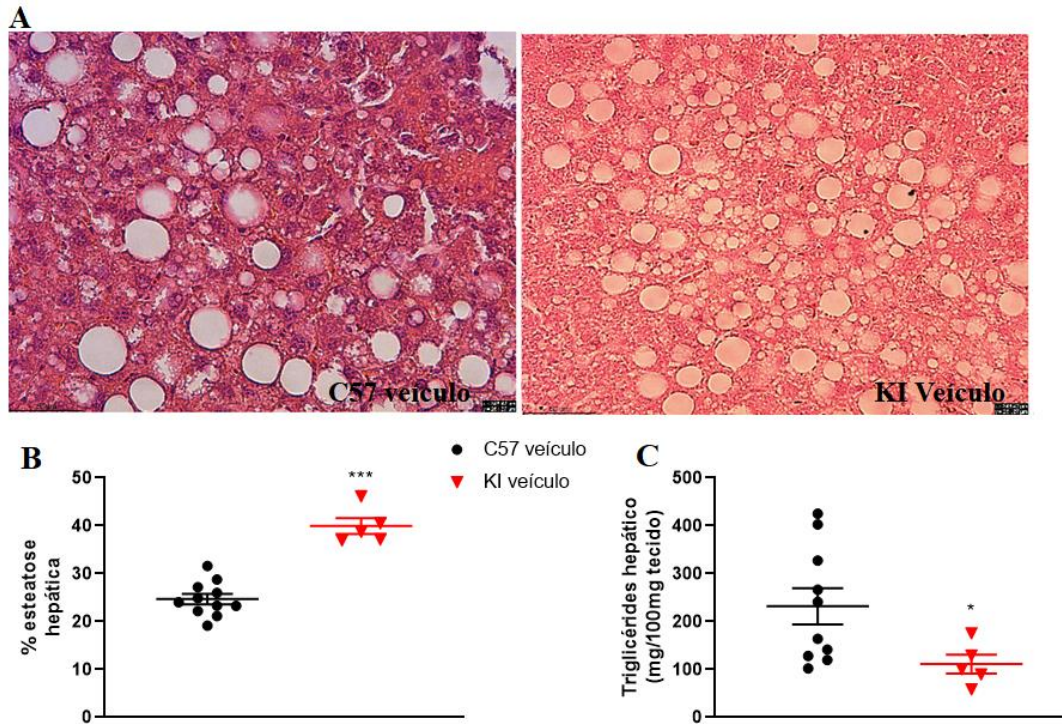 A
C57 veículo
KI Veículo
B
C57 veículo
KI veículo
C
% esteatose
hepática
50
40
30
20
10
0
***
Triglicérides hepático
(mg/100mg tecido)
500
400
300
200
100
0
*